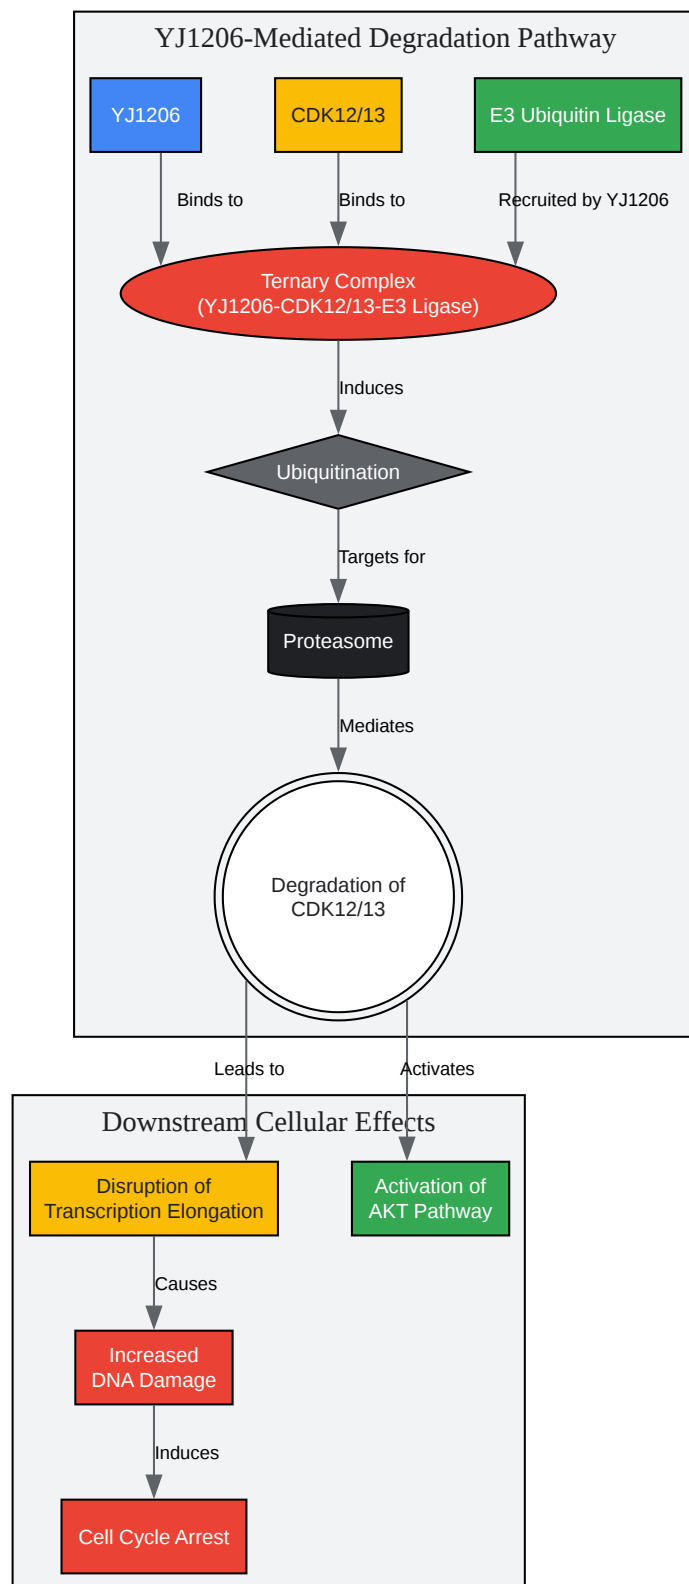 YJ1206-Mediated Degradation Pathway
YJ1206
CDK12/13
E3 Ubiquitin Ligase
Binds to
Binds to
Recruited by YJ1206
Ternary Complex
(YJ1206-CDK12/13-E3 Ligase)
Induces
Ubiquitination
Targets for
Proteasome
Mediates
Degradation of
CDK12/13
Leads to
Activates
Downstream Cellular Effects
Disruption of
Transcription Elongation
Activation of
AKT Pathway
Causes
Increased
DNA Damage
Induces
Cell Cycle Arrest